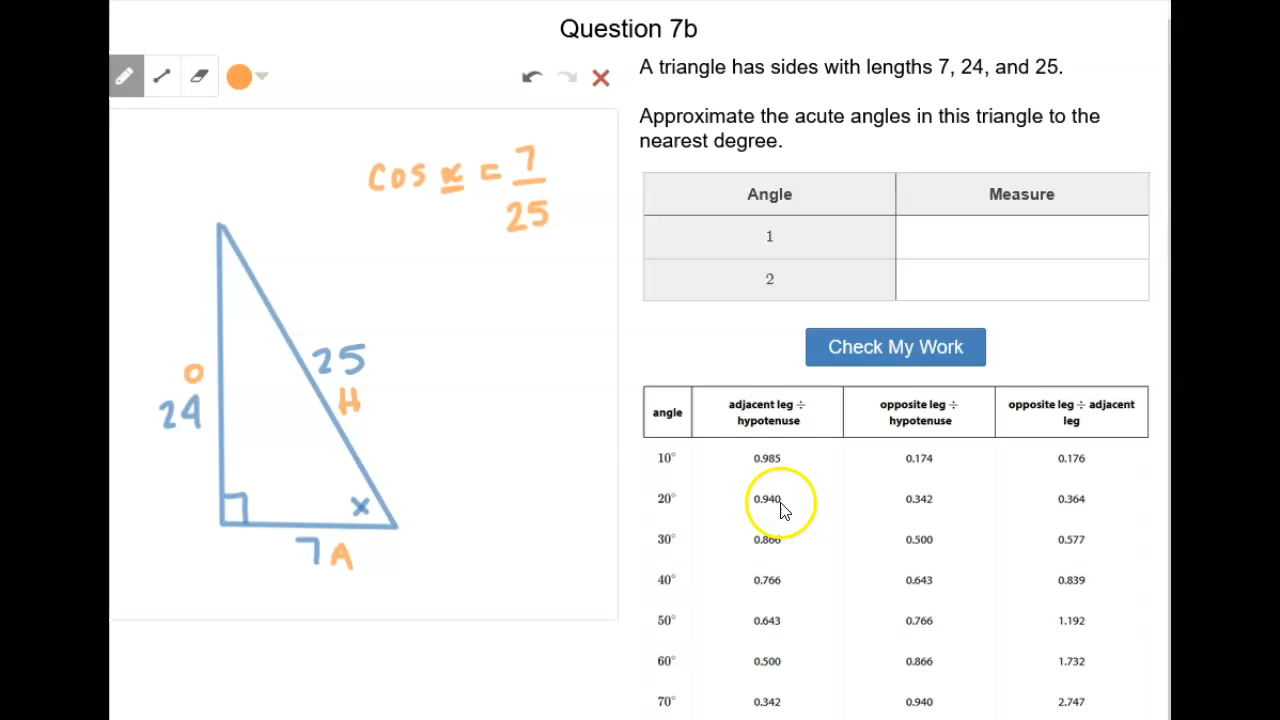 Question 7b
A triangle has sides with lengths 7, 24, and 25.
Approximate the acute angles in this triangle to the
nearest degree.
Angle Measure
1
2
Check My Work
angle adjacent leg ÷ hypotenuse opposite leg ÷ hypotenuse opposite leg ÷ adjacent leg
10° 0.985 0.174 0.176
20° 0.940 0.342 0.364
30° 0.866 0.500 0.577
40° 0.766 0.643 0.839
50° 0.643 0.766 1.192
60° 0.500 0.866 1.732
70° 0.342 0.940 2.747
cos x = 7
25
25
O
H
24
x
7 A